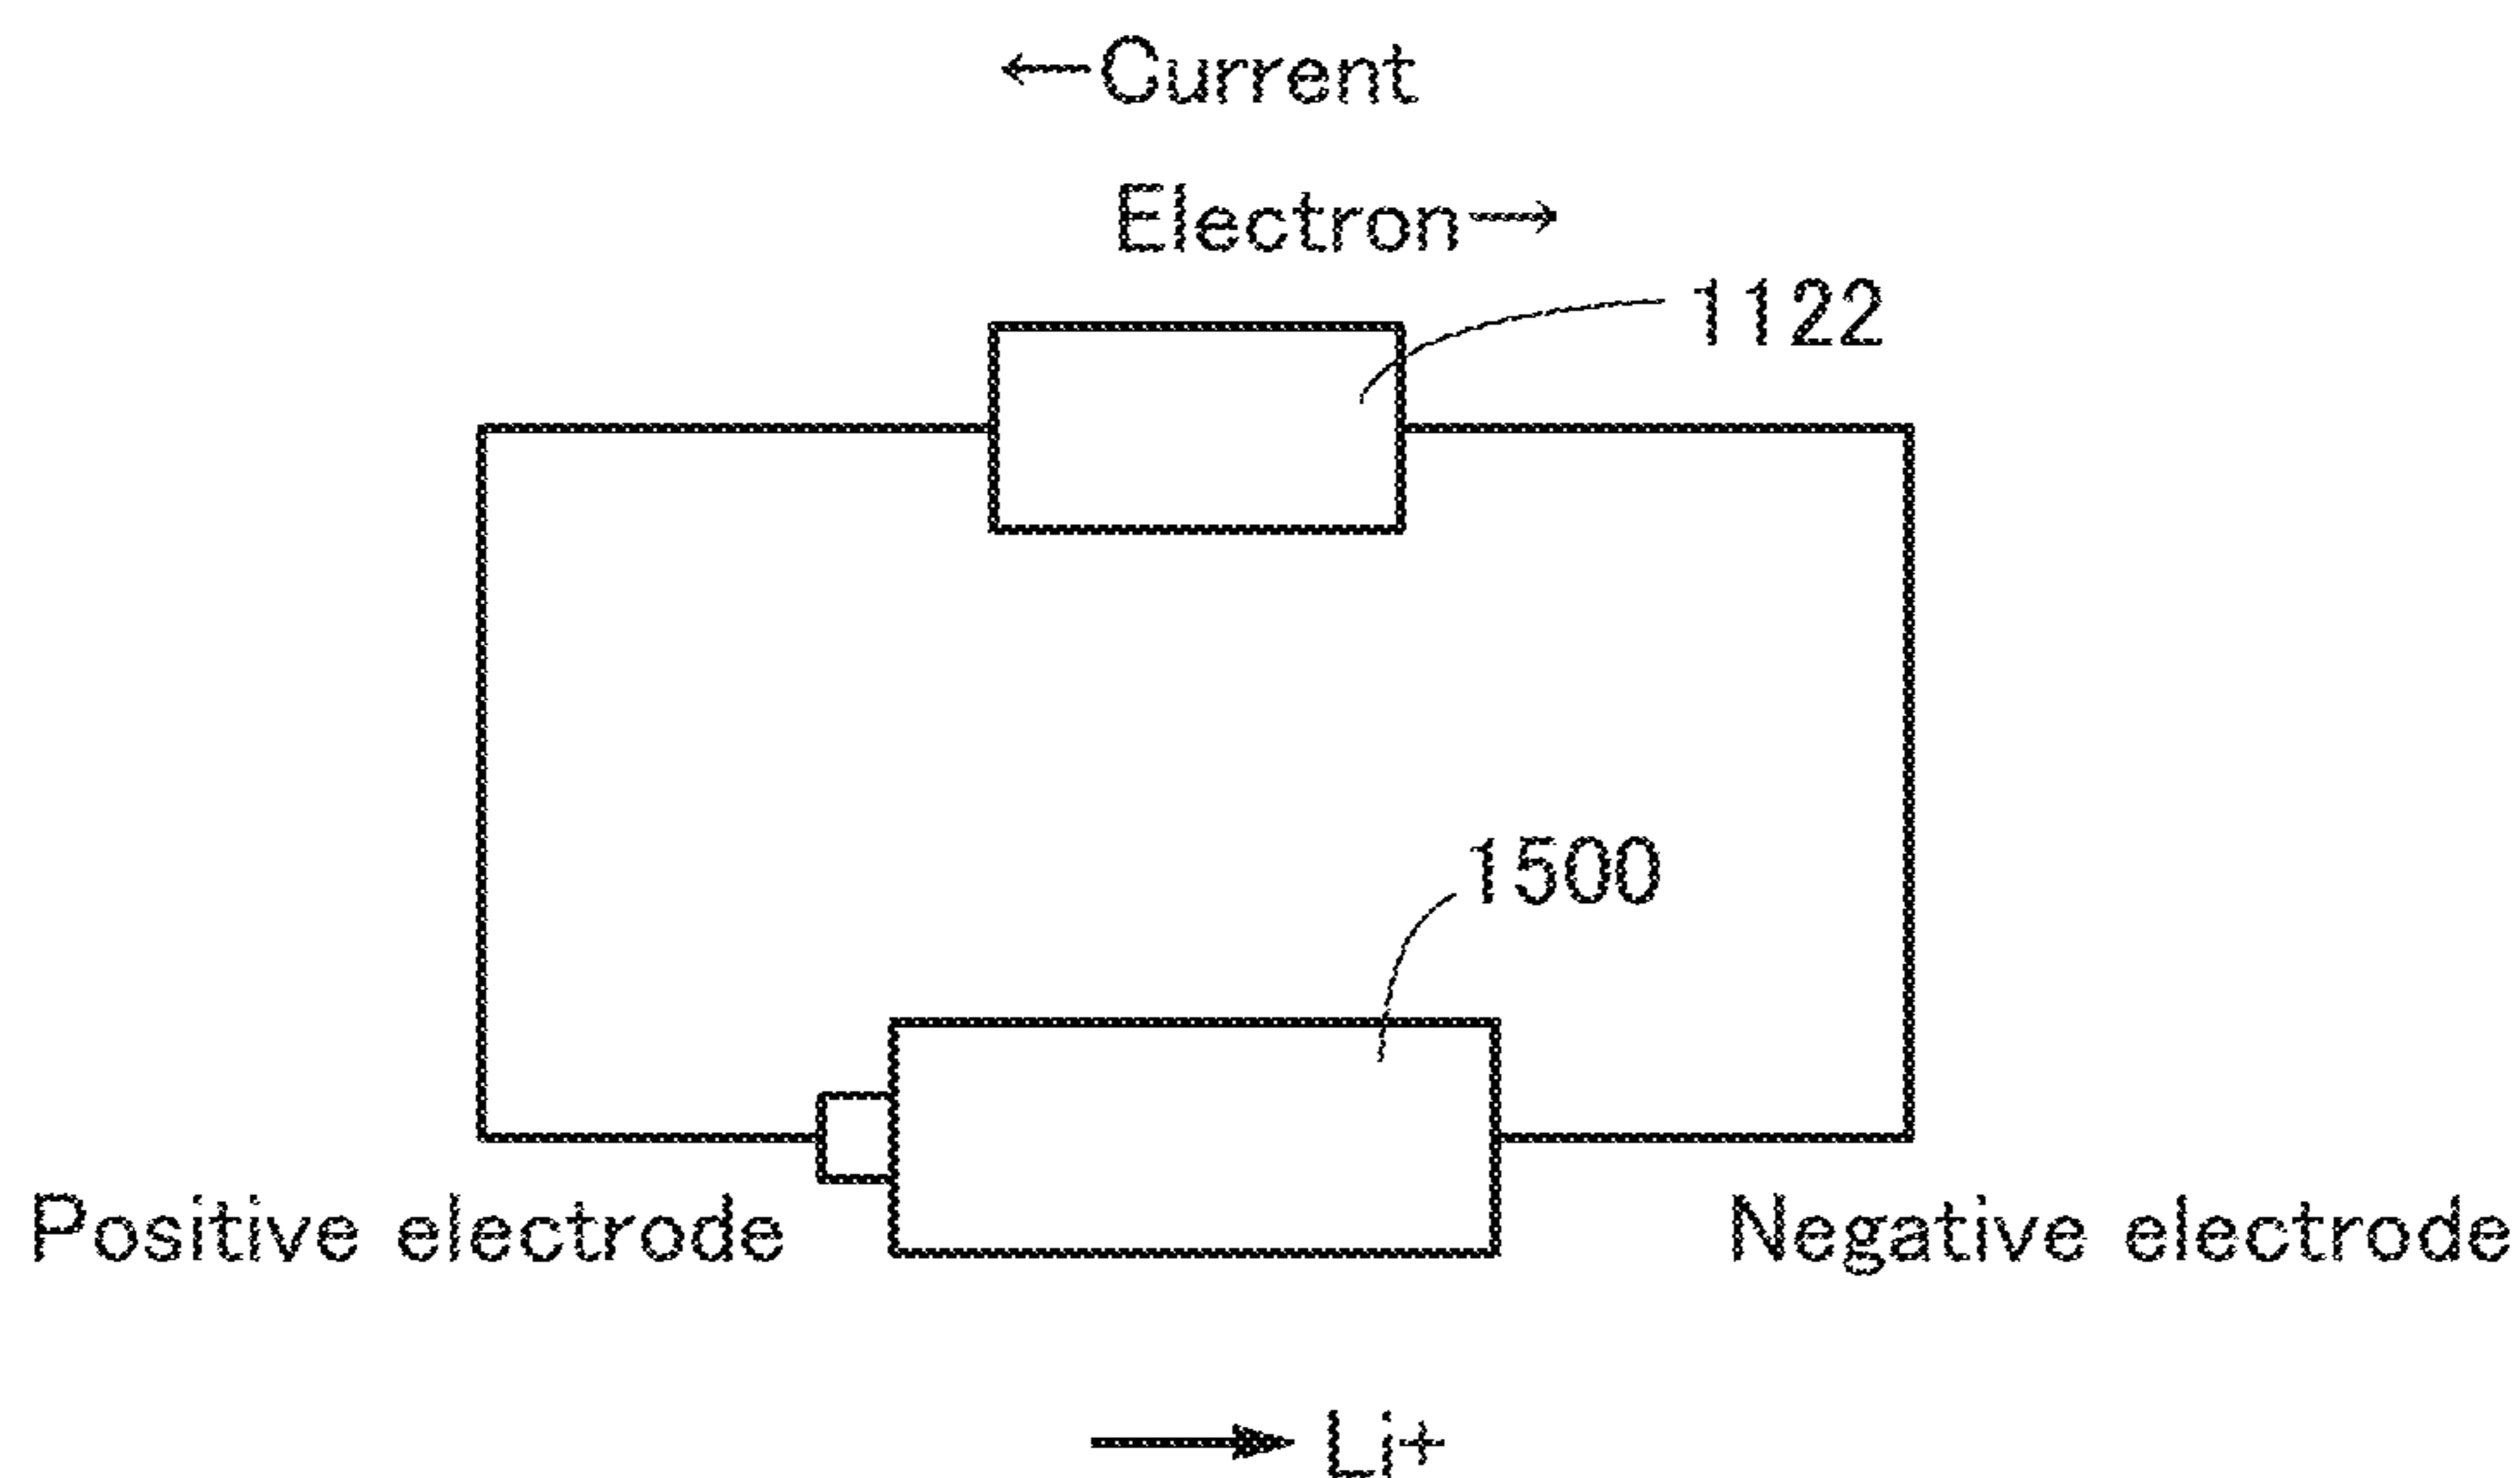 ←Current
Electron→
1122
1500
Positive electrode
Negative electrode
Li+